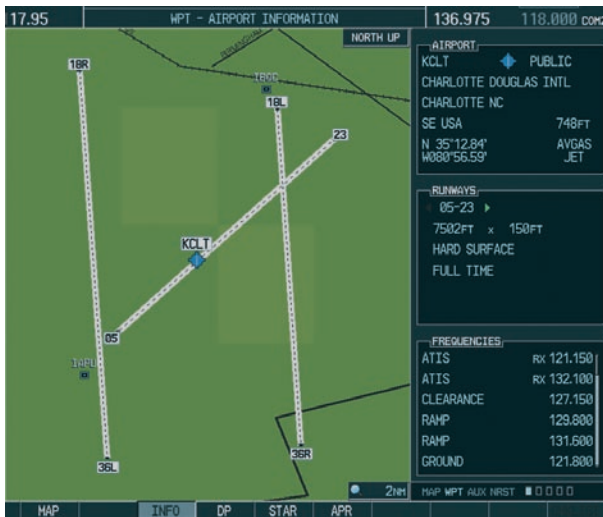 17.95 WPT - AIRPORT INFORMATION 136.975 118.000 COM2
NORTH UP
18R
18L
23
KCLT
05
36L
36R
2NM
AIRPORT
KCLT PUBLIC
CHARLOTTE DOUGLAS INTL
CHARLOTTE NC
SE USA 748FT
N 35°12.84' AVGAS
W080°56.59' JET
RUNWAYS
05-23
7502FT x 150FT
HARD SURFACE
FULL TIME
FREQUENCIES
ATIS RX 121.150
ATIS RX 132.100
CLEARANCE 127.150
RAMP 129.800
RAMP 131.600
GROUND 121.800
MAP WPT AUX NRST
MAP INFO DP STAR APR